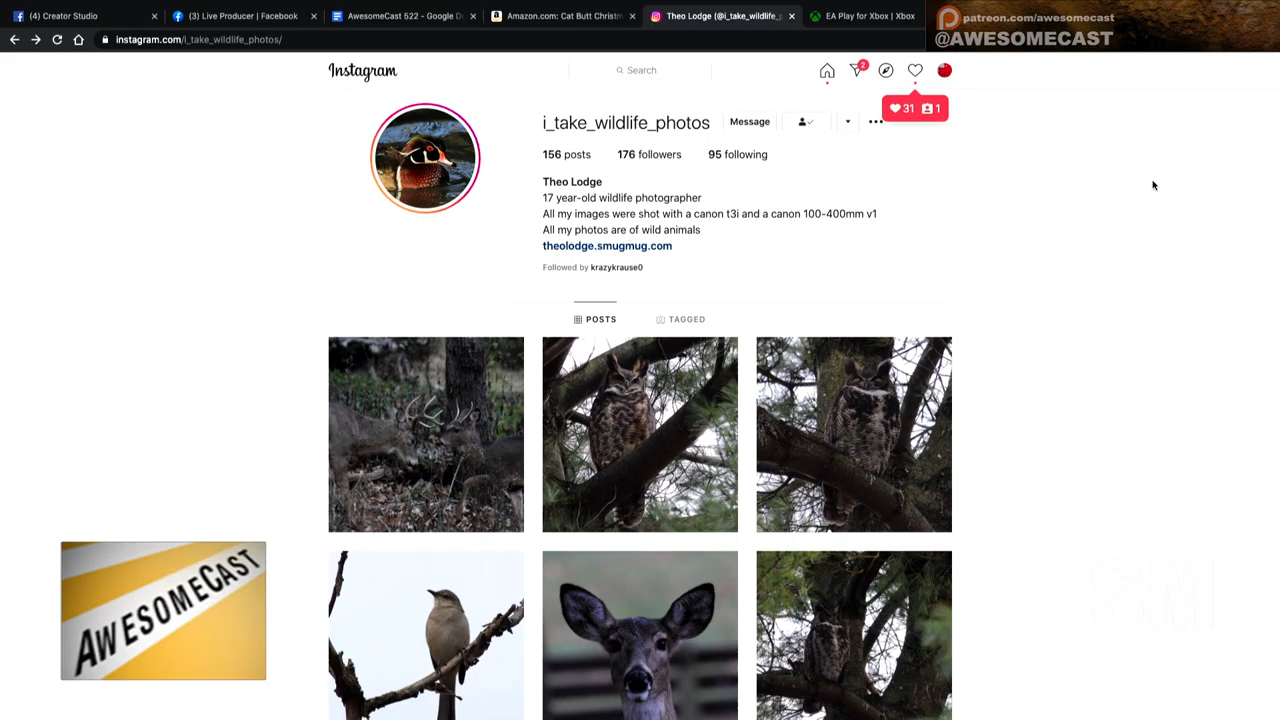 (4) Creator Studio
(3) Live Producer | Facebook
AwesomeCast 522 - Google D
Amazon.com: Cat Butt Christm
Theo Lodge (@i_take_wildlife_p
EA Play for Xbox | Xbox
patreon.com/awesomecast
@AWESOMECAST
instagram.com/i_take_wildlife_photos/
Instagram
Search
2
31
1
i_take_wildlife_photos
Message
156 posts
176 followers
95 following
Theo Lodge
17 year-old wildlife photographer
All my images were shot with a canon t3i and a canon 100-400mm v1
All my photos are of wild animals
theolodge.smugmug.com
Followed by krazykrause0
POSTS
TAGGED
AWESOMECAST